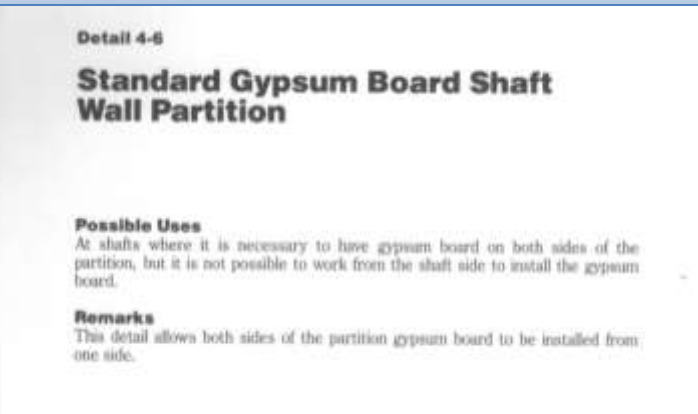 Detail 4-6
Standard Gypsum Board Shaft
Wall Partition
Possible Uses
At shafts where it is necessary to have gypsum board on both sides of the
partition, but it is not possible to work from the shaft side to install the gypsum
board.
Remarks
This detail allows both sides of the partition gypsum board to be installed from
one side.